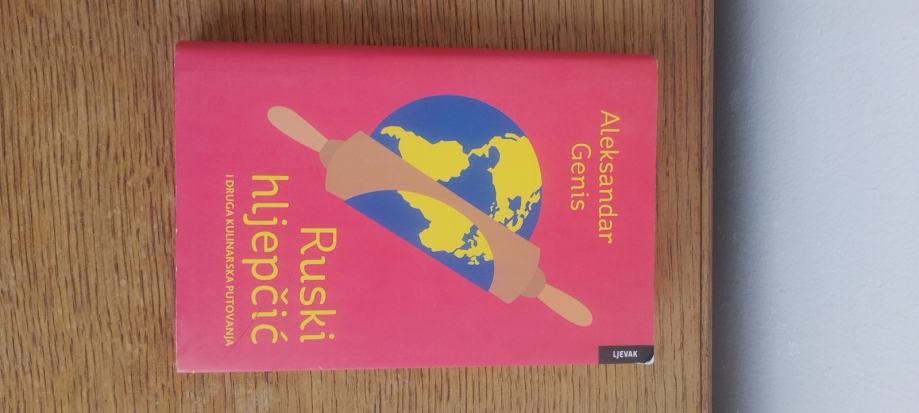 Aleksandar
Genis
Ruski
hljepčić
I DRUGA KULINARSKA PUTOVANJA
LJEVAK